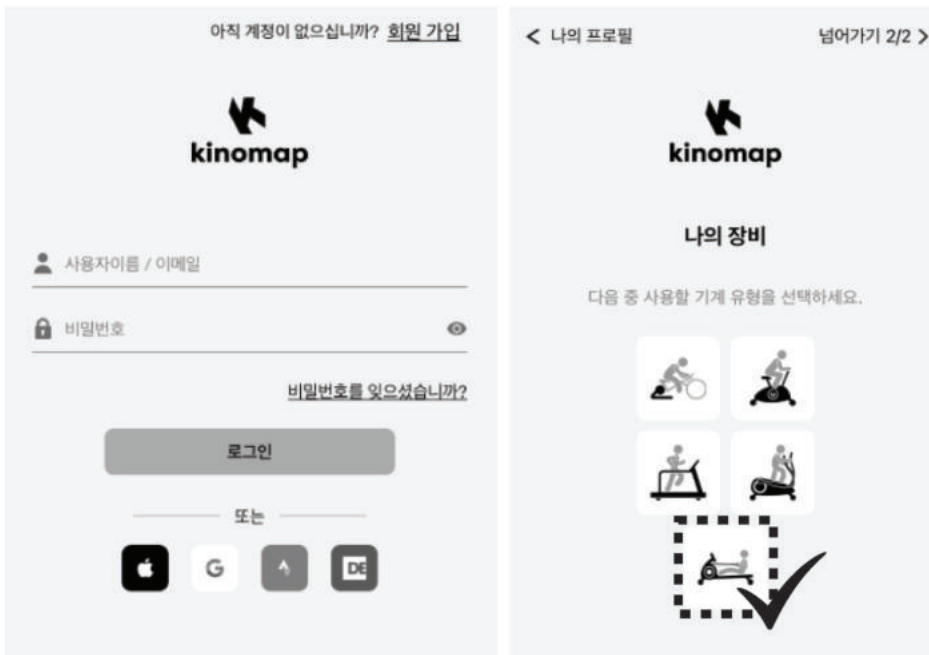 아직 계정이 없으십니까? 회원 가입
kinomap
사용자이름 / 이메일
비밀번호
비밀번호를 잊으셨습니까?
로그인
또는
G
DE
< 나의 프로필
넘어가기 2/2 >
kinomap
나의 장비
다음 중 사용할 기계 유형을 선택하세요.